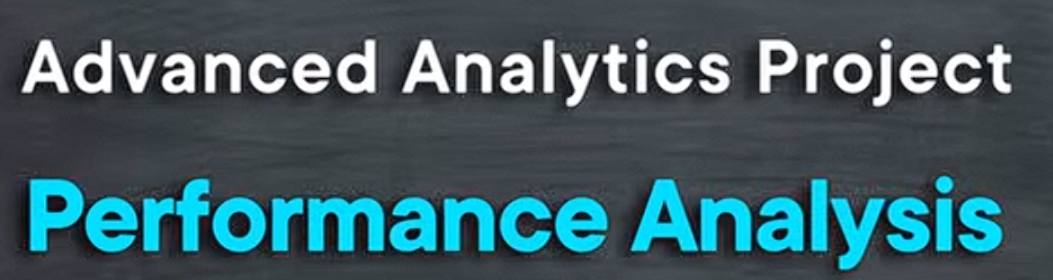 Advanced Analytics Project
Performance Analysis